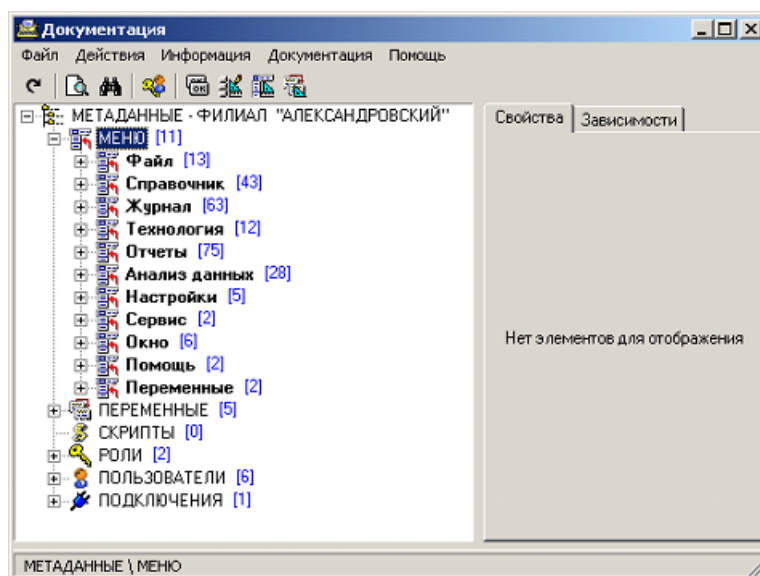 Документация
Файл Действия Информация Документация Помощь
МЕТАДАННЫЕ - ФИЛИАЛ "АЛЕКСАНДРОВСКИЙ"
МЕНЮ [11]
Файл [13]
Справочник [43]
Журнал [63]
Технология [12]
Отчеты [75]
Анализ данных [28]
Настройки [5]
Сервис [2]
Окно [6]
Помощь [2]
Переменные [2]
ПЕРЕМЕННЫЕ [5]
СКРИПТЫ [0]
РОЛИ [2]
ПОЛЬЗОВАТЕЛИ [6]
ПОДКЛЮЧЕНИЯ [1]
Свойства Зависимости
Нет элементов для отображения
МЕТАДАННЫЕ \ МЕНЮ